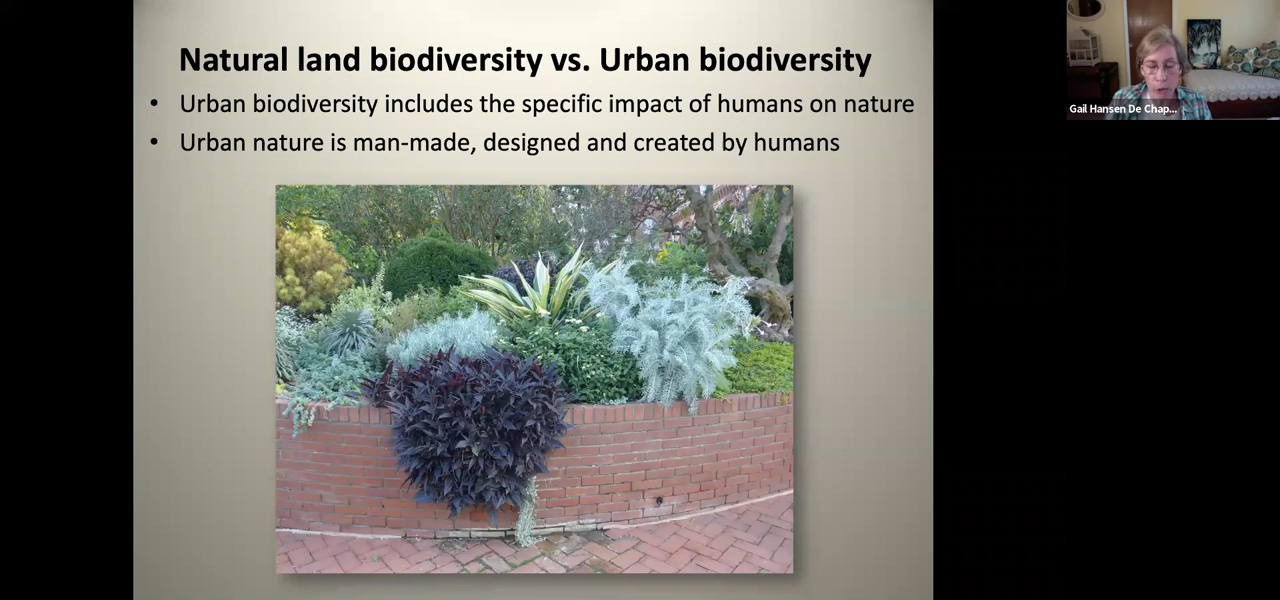 Natural land biodiversity vs. Urban biodiversity
• Urban biodiversity includes the specific impact of humans on nature
• Urban nature is man-made, designed and created by humans
Gail Hansen De Chap...